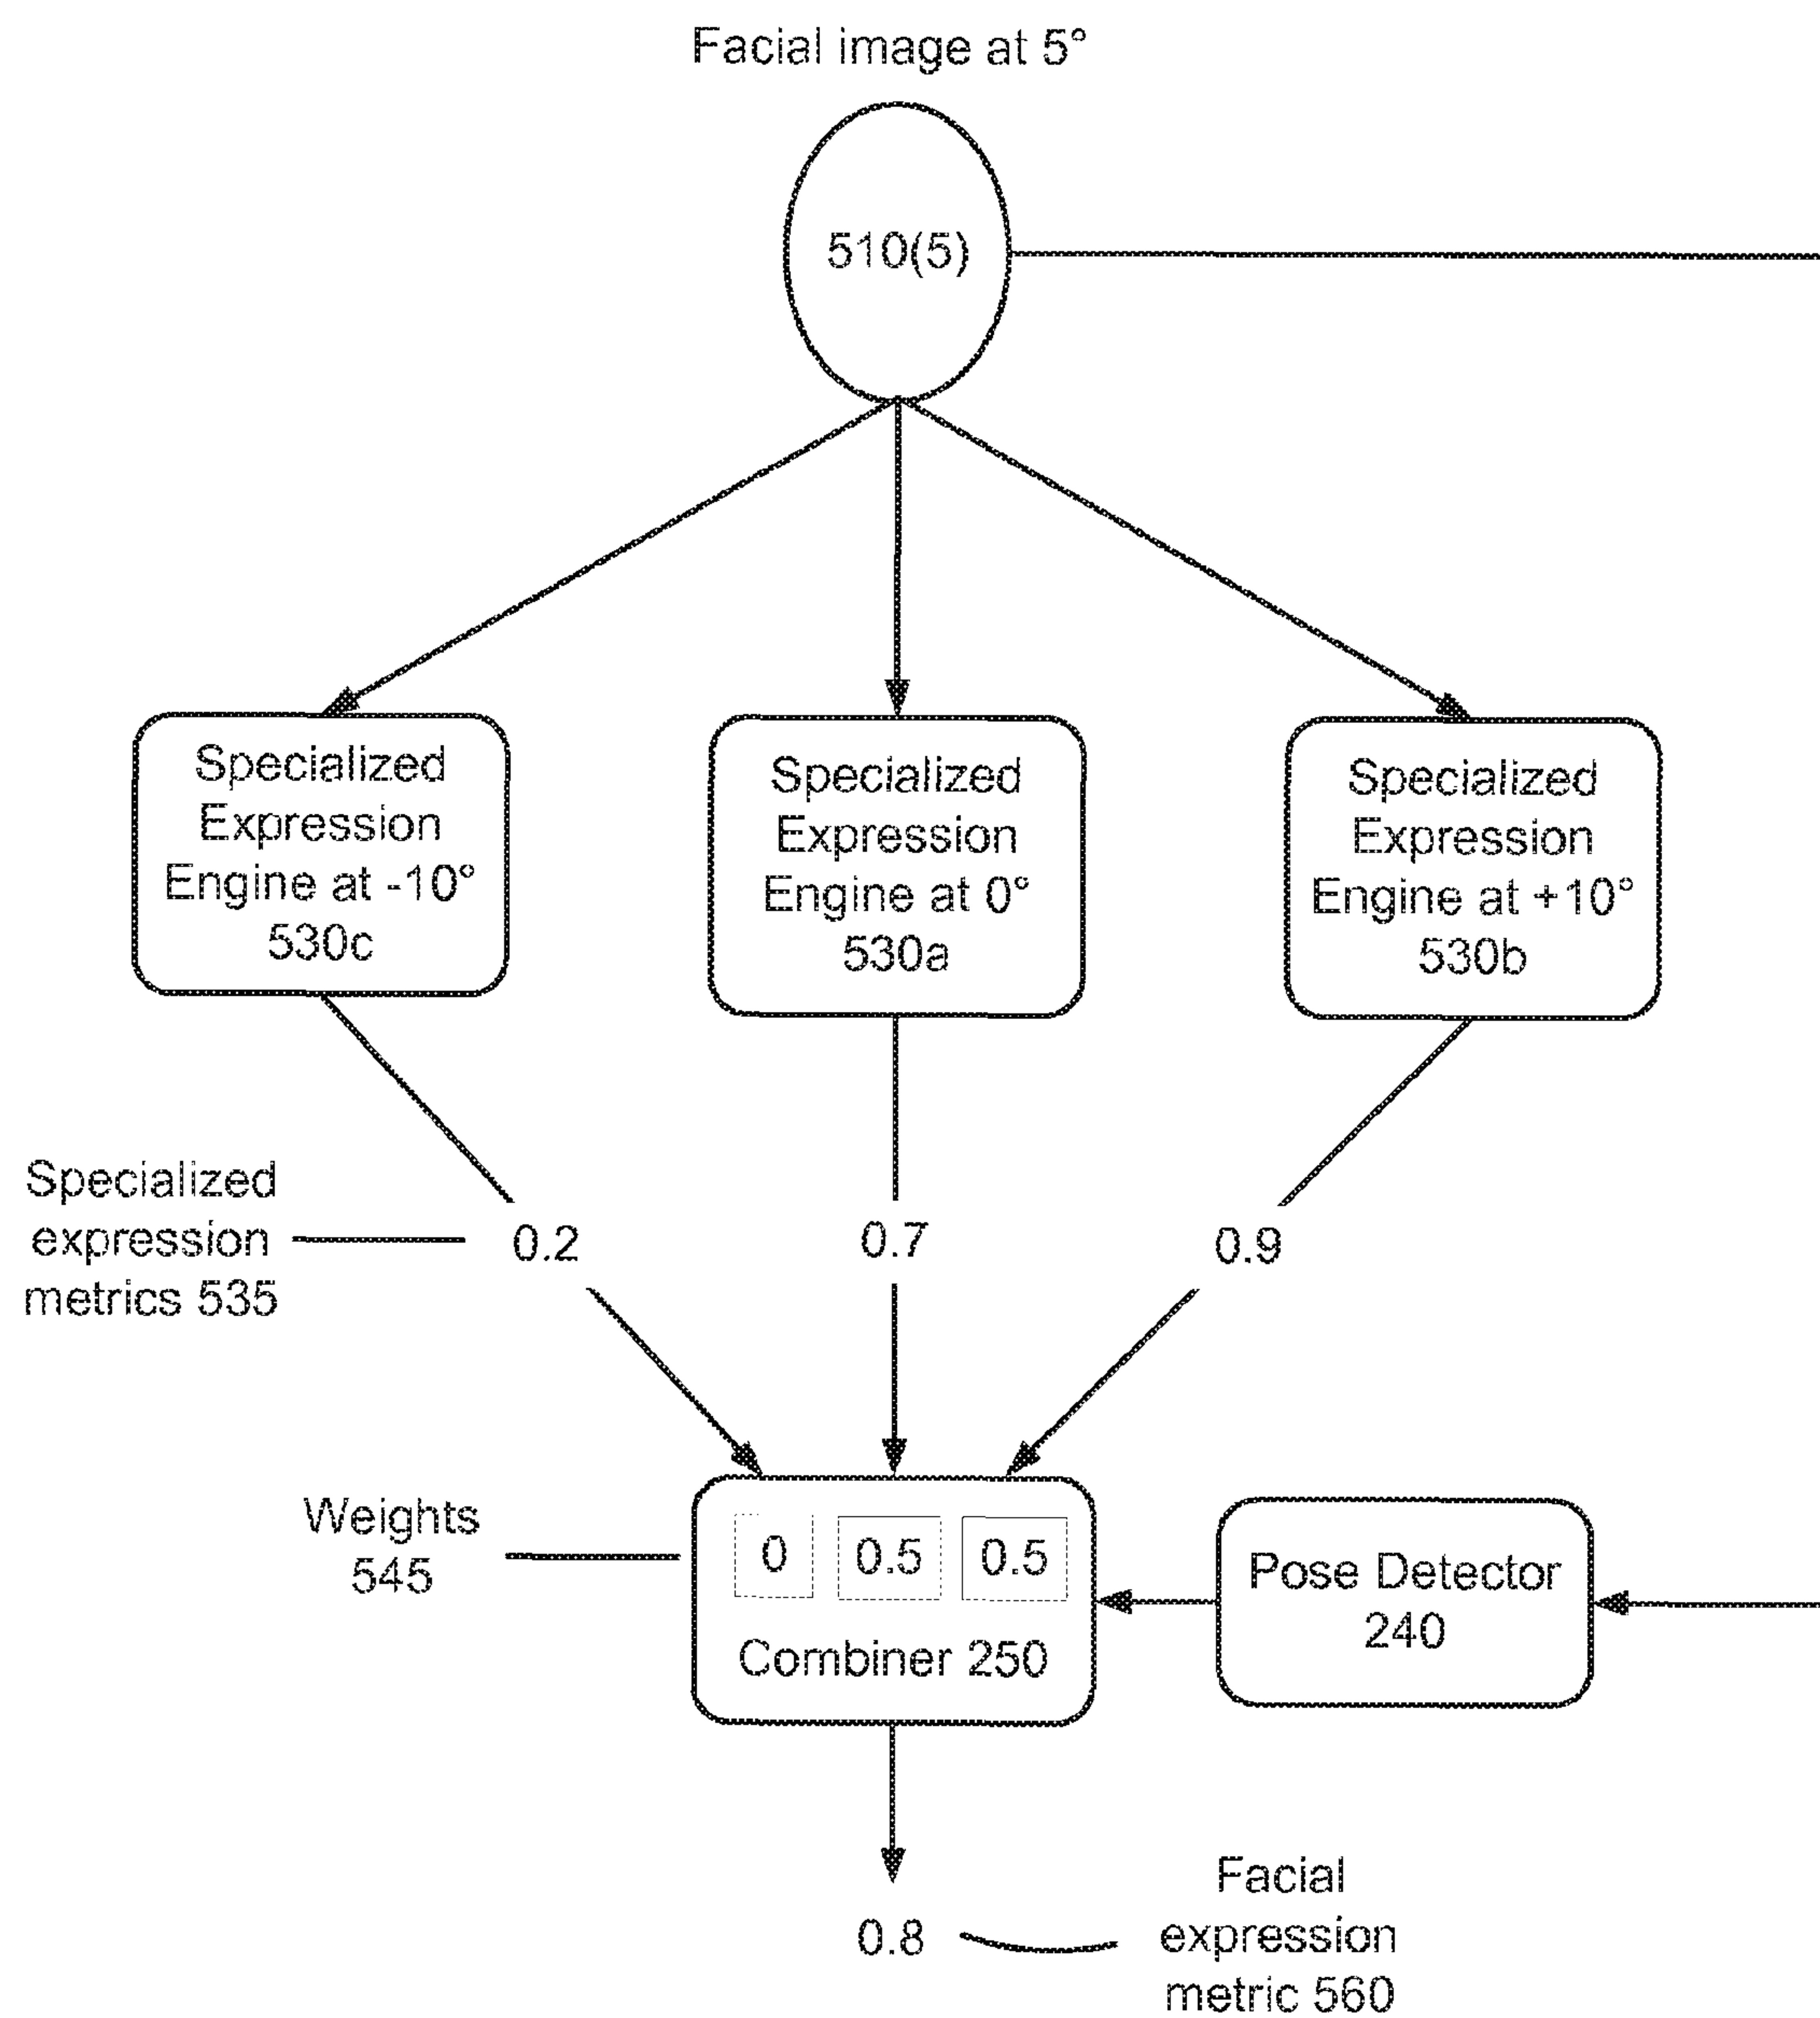 Facial image at 5°
510(5)
Specialized
Expression
Engine at -10°
530c
Specialized
Expression
Engine at 0°
530a
Specialized
Expression
Engine at +10°
530b
Specialized
expression
metrics 535
0.2
0.7
0.9
Weights
545
0
0.5
0.5
Combiner 250
Pose Detector
240
0.8
Facial
expression
metric 560